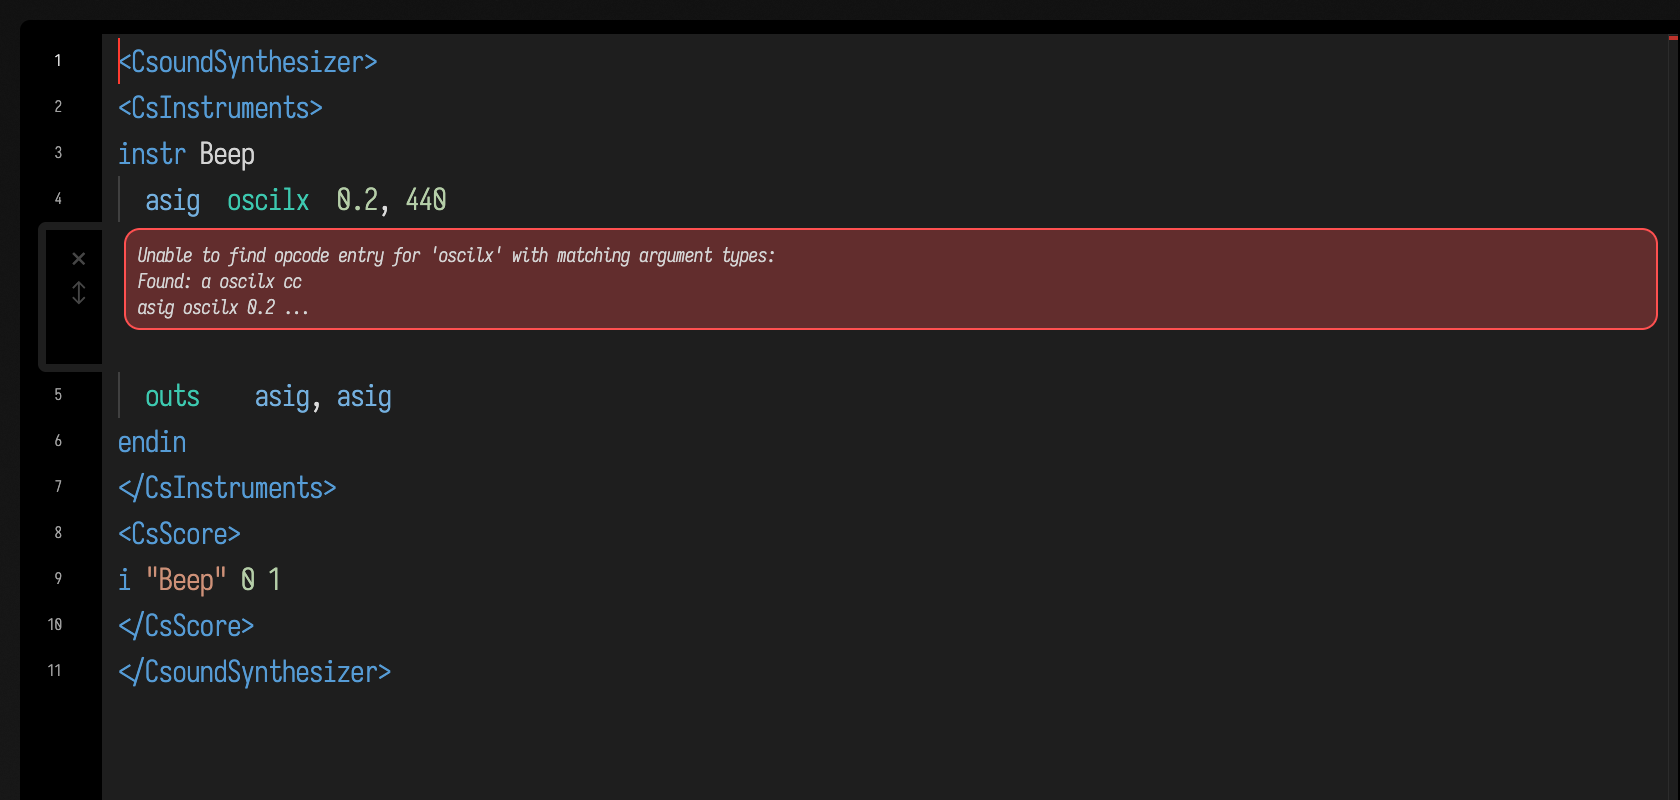 1 <CsoundSynthesizer>
2 <CsInstruments>
3 instr Beep
4 asig oscilx 0.2, 440
Unable to find opcode entry for 'oscilx' with matching argument types:
Found: a oscilx cc
asig oscilx 0.2 ...
5 outs asig, asig
6 endin
7 </CsInstruments>
8 <CsScore>
9 i "Beep" 0 1
10 </CsScore>
11 </CsoundSynthesizer>